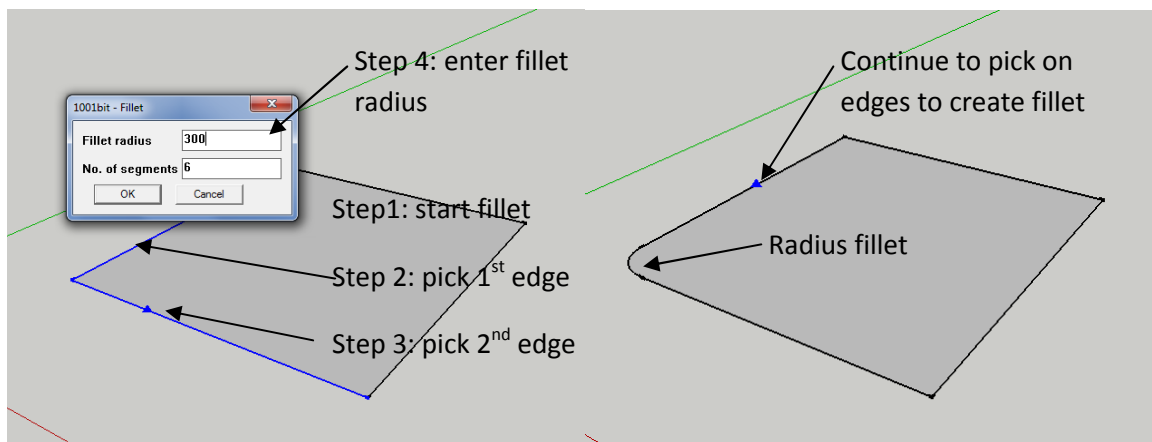 Step 4: enter fillet
radius
1001bit - Fillet
Fillet radius 300
No. of segments 6
OK Cancel
Step1: start fillet
Step 2: pick 1st edge
Step 3: pick 2nd edge
Continue to pick on
edges to create fillet
Radius fillet